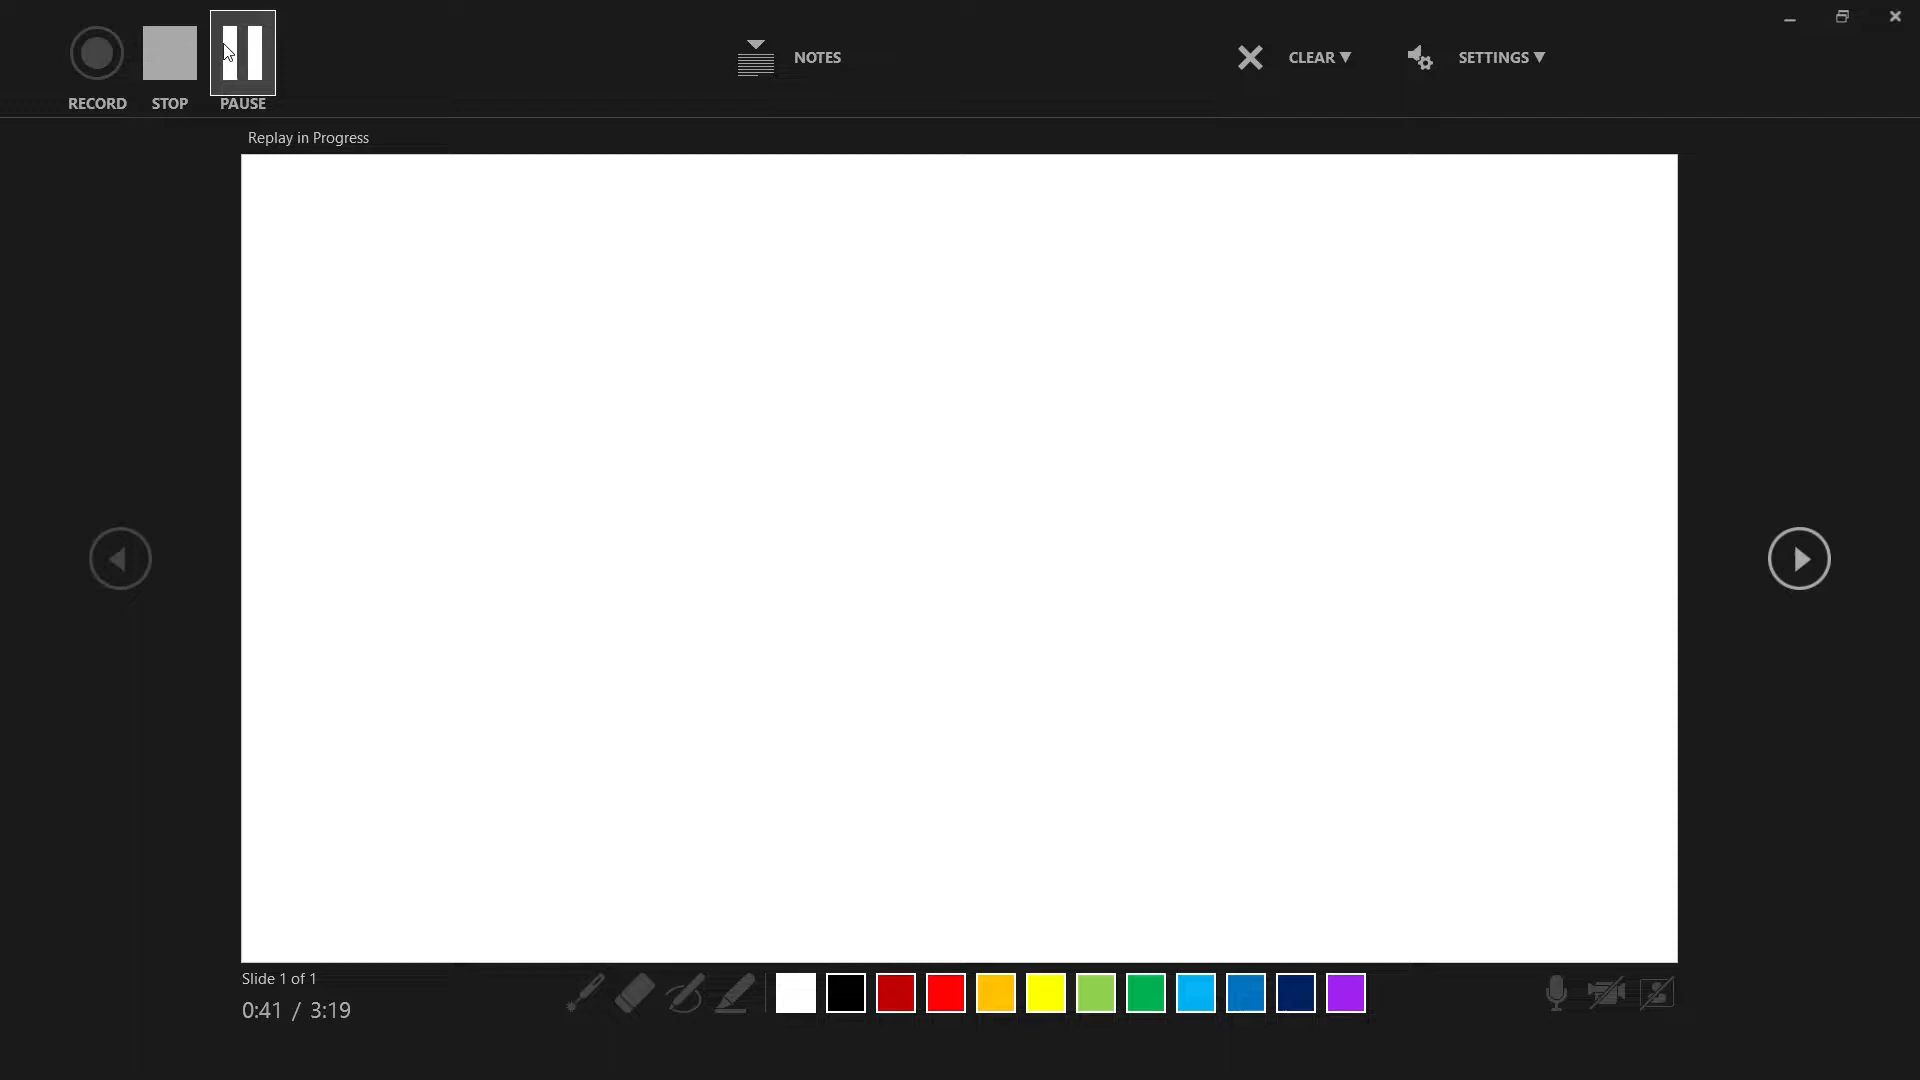 RECORD
STOP
PAUSE
NOTES
CLEAR
SETTINGS
Replay in Progress
Slide 1 of 1
0:41 / 3:19